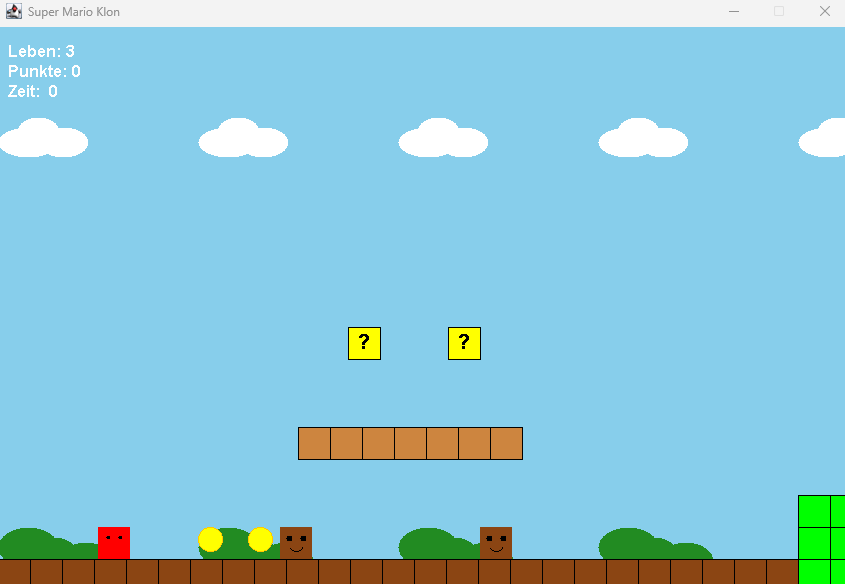 Super Mario Klon
Leben: 3
Punkte: 0
Zeit: 0
? ?